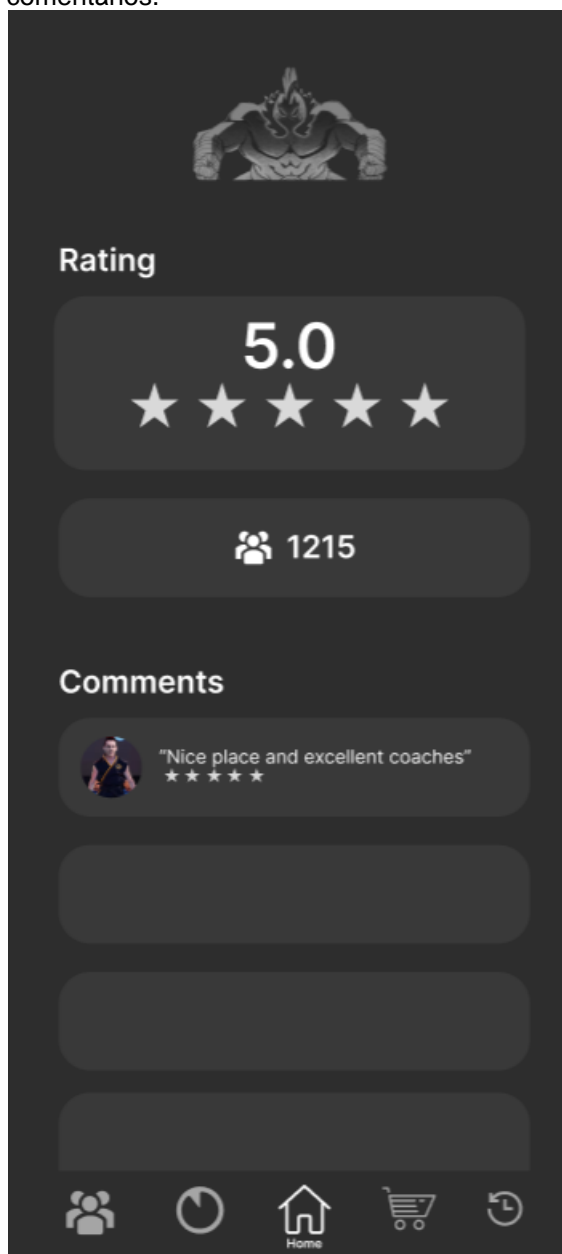 comentarios.
Rating
5.0
1215
Comments
"Nice place and excellent coaches"
Home